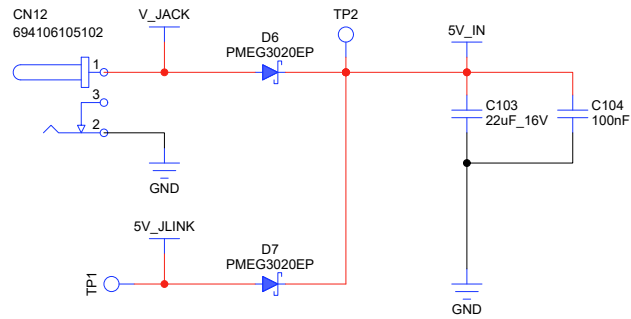 CN12
694106105102
V_JACK
D6
PMEG3020EP
TP2
5V_IN
1
3
2
GND
C103
22uF_16V
C104
100nF
5V_JLINK
D7
PMEG3020EP
TP1
GND